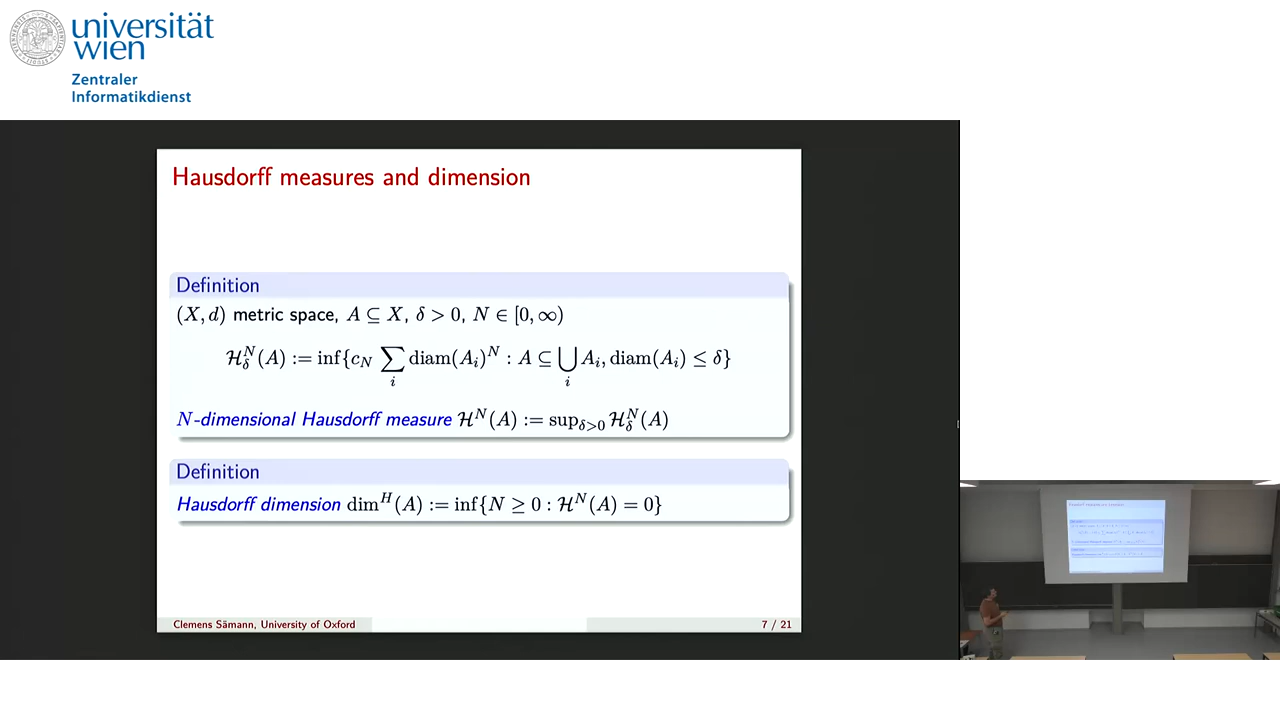 universität
wien
Zentraler
Informatikdienst
Hausdorff measures and dimension
Definition
(X, d) metric space, A ⊆ X, δ > 0, N ∈ [0, ∞)
ℋ_δ^N(A) := inf{c_N ∑_i diam(A_i)^N : A ⊆ ⋃_i A_i, diam(A_i) ≤ δ}
N-dimensional Hausdorff measure ℋ^N(A) := sup_{δ>0} ℋ_δ^N(A)
Definition
Hausdorff dimension dim^H(A) := inf{N ≥ 0 : ℋ^N(A) = 0}
Clemens Sämann, University of Oxford 7 / 21